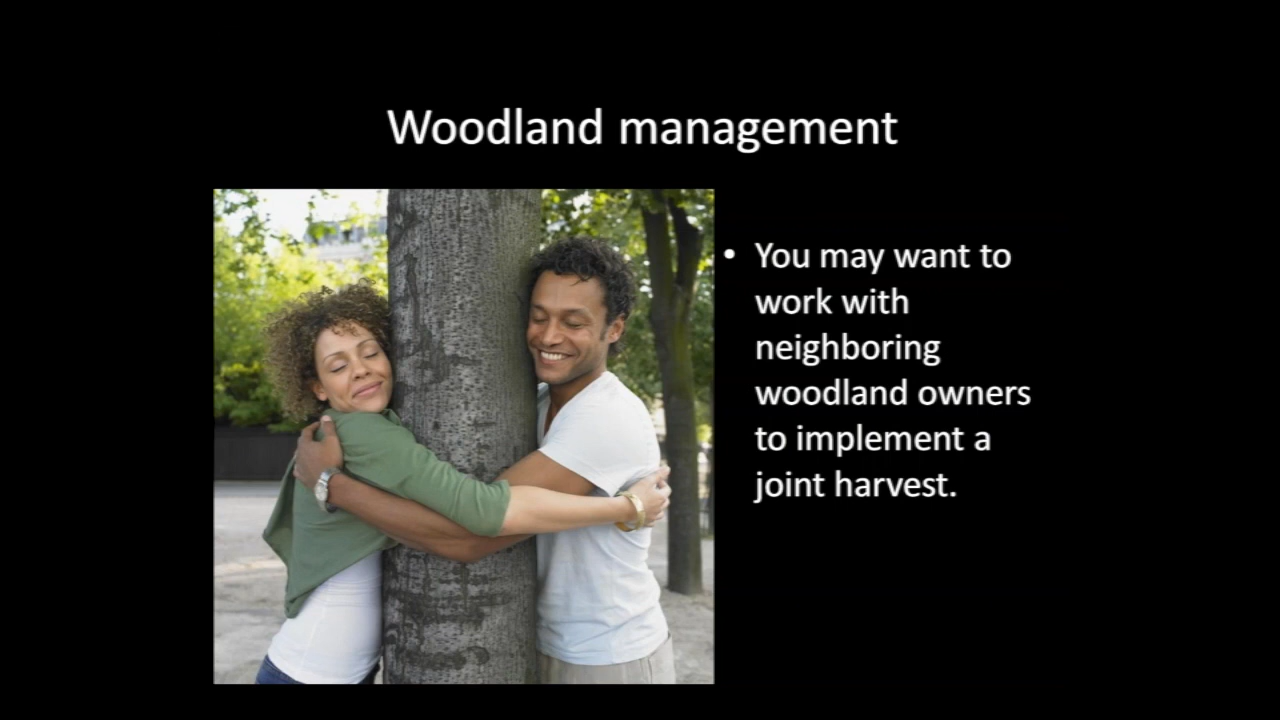 Woodland management
• You may want to
work with
neighboring
woodland owners
to implement a
joint harvest.